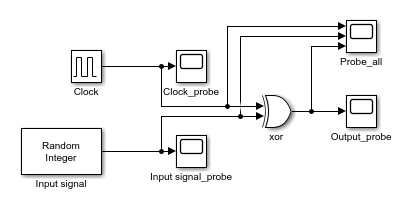 Probe_all
Clock
Clock_probe
Random
Integer
Input signal
Input signal_probe
xor
Output_probe